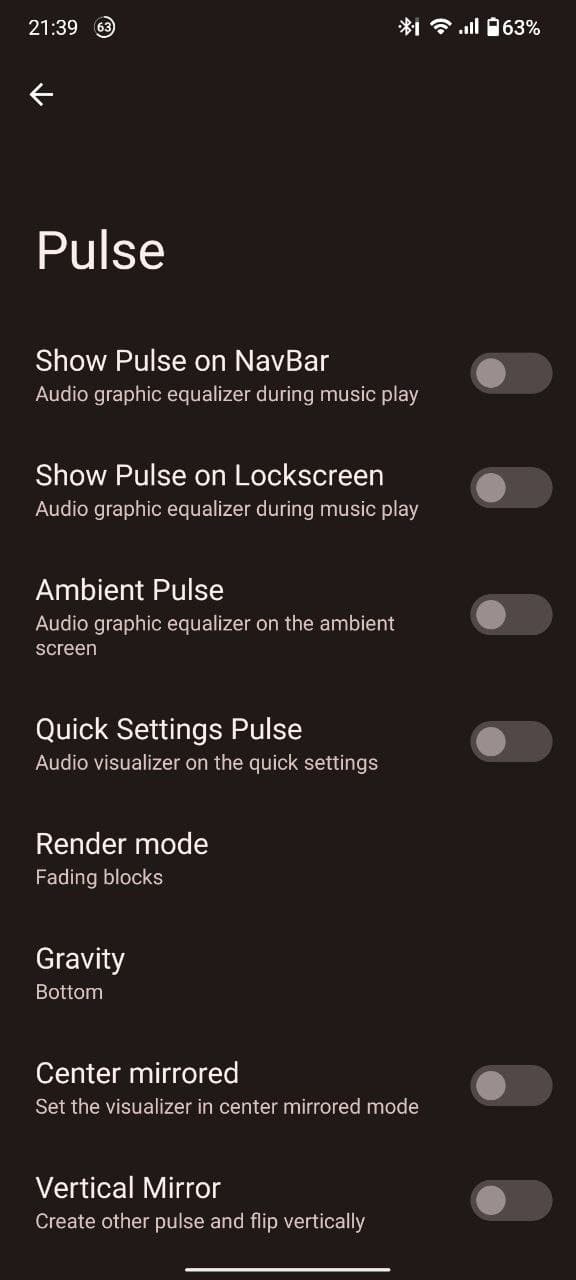 21:39 63 63%
Pulse
Show Pulse on NavBar
Audio graphic equalizer during music play
Show Pulse on Lockscreen
Audio graphic equalizer during music play
Ambient Pulse
Audio graphic equalizer on the ambient
screen
Quick Settings Pulse
Audio visualizer on the quick settings
Render mode
Fading blocks
Gravity
Bottom
Center mirrored
Set the visualizer in center mirrored mode
Vertical Mirror
Create other pulse and flip vertically